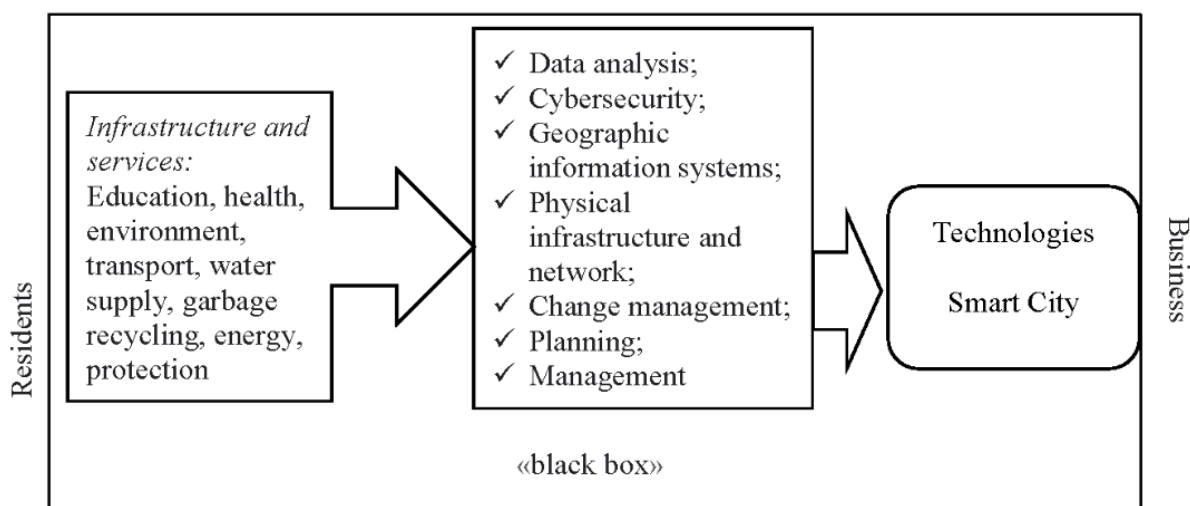 Residents
Infrastructure and
services:
Education, health,
environment,
transport, water
supply, garbage
recycling, energy,
protection
✓ Data analysis;
✓ Cybersecurity;
✓ Geographic
information systems;
✓ Physical
infrastructure and
network;
✓ Change management;
✓ Planning;
✓ Management
Technologies
Smart City
Business
«black box»